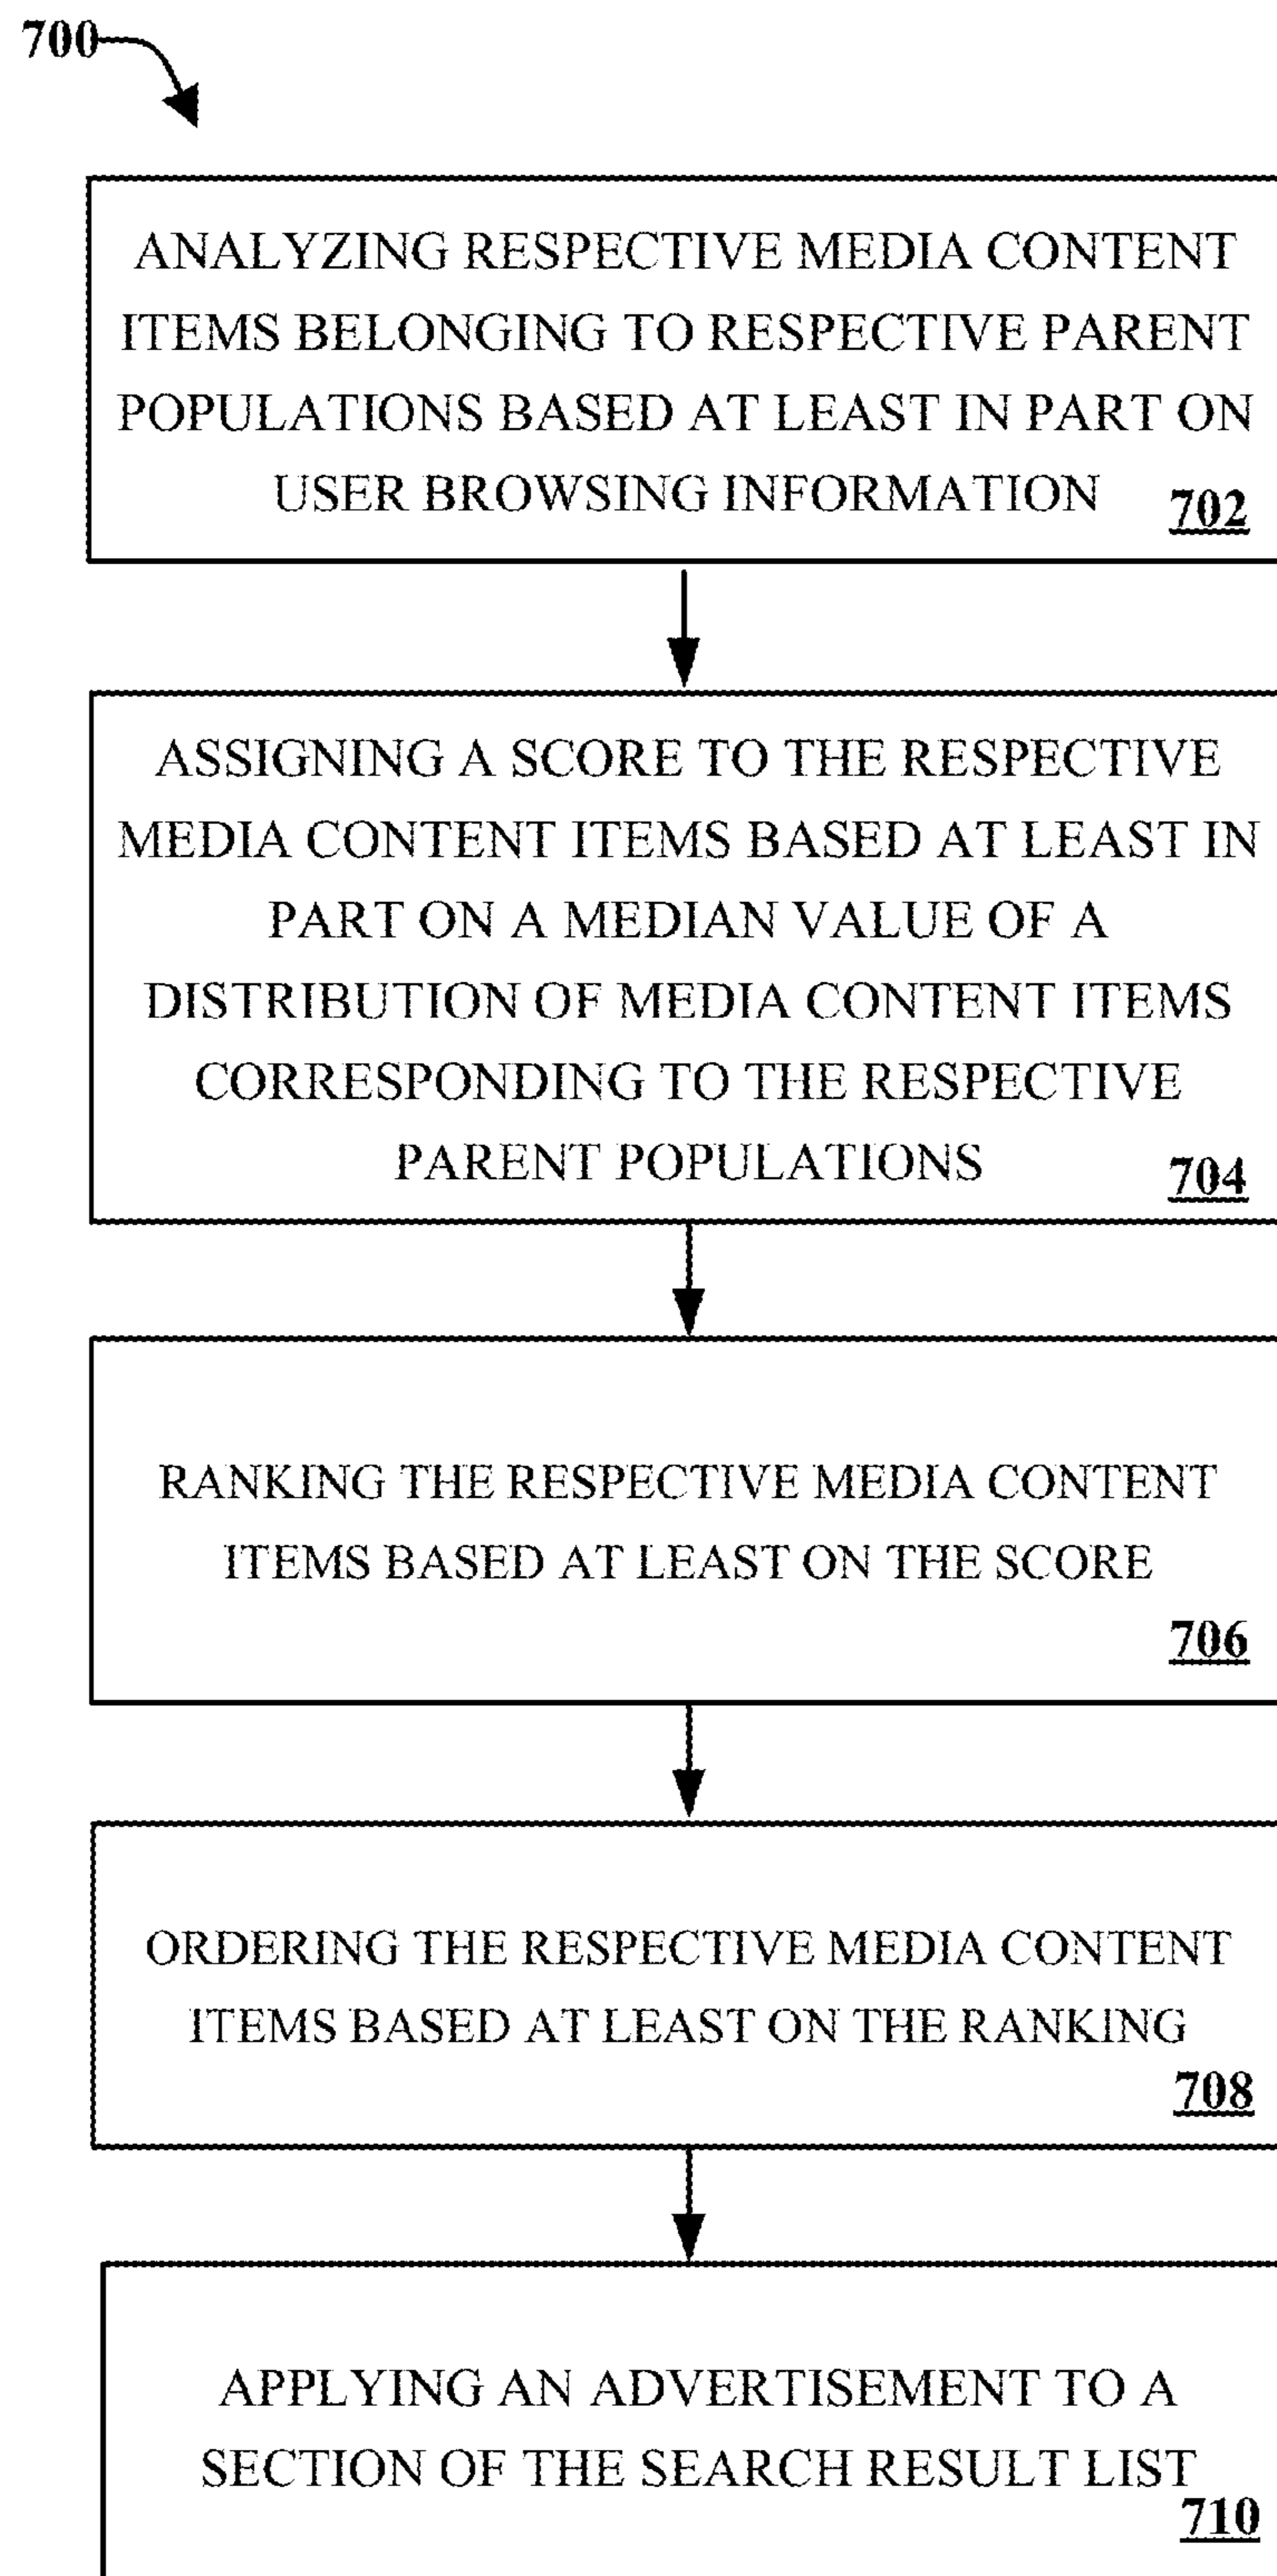 700
ANALYZING RESPECTIVE MEDIA CONTENT
ITEMS BELONGING TO RESPECTIVE PARENT
POPULATIONS BASED AT LEAST IN PART ON
USER BROWSING INFORMATION
702
ASSIGNING A SCORE TO THE RESPECTIVE
MEDIA CONTENT ITEMS BASED AT LEAST IN
PART ON A MEDIAN VALUE OF A
DISTRIBUTION OF MEDIA CONTENT ITEMS
CORRESPONDING TO THE RESPECTIVE
PARENT POPULATIONS
704
RANKING THE RESPECTIVE MEDIA CONTENT
ITEMS BASED AT LEAST ON THE SCORE
706
ORDERING THE RESPECTIVE MEDIA CONTENT
ITEMS BASED AT LEAST ON THE RANKING
708
APPLYING AN ADVERTISEMENT TO A
SECTION OF THE SEARCH RESULT LIST
710